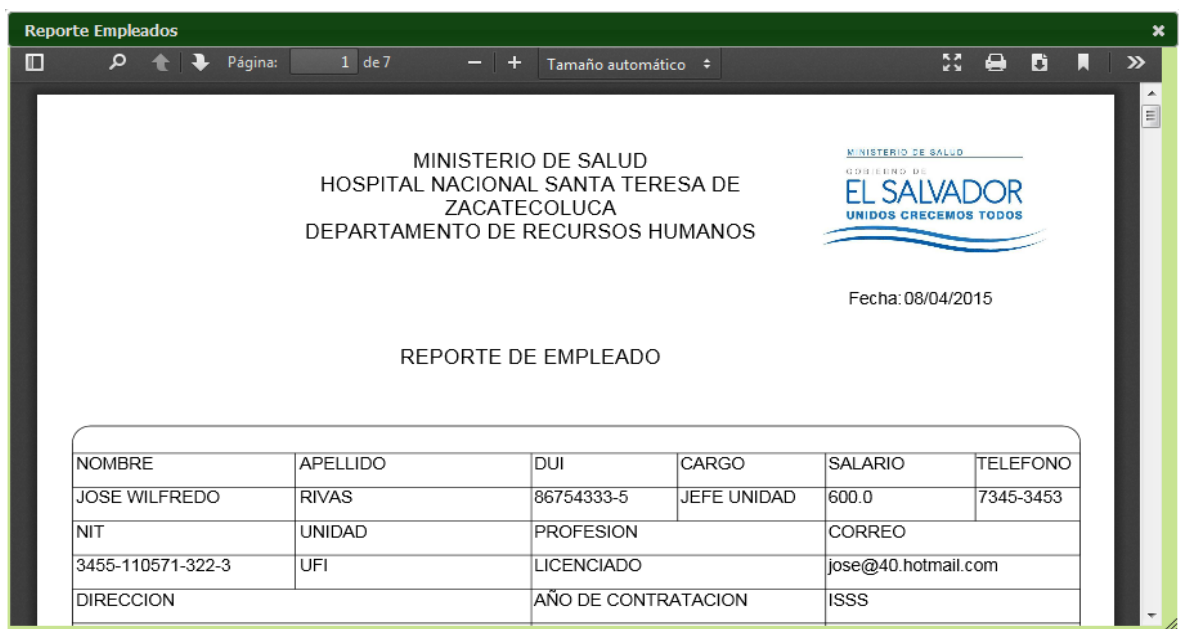 Reporte Empleados
Página: 1 de 7 Tamaño automático
MINISTERIO DE SALUD
HOSPITAL NACIONAL SANTA TERESA DE
ZACATECOLUCA
DEPARTAMENTO DE RECURSOS HUMANOS
MINISTERIO DE SALUD
GOBIERNO DE
EL SALVADOR
UNIDOS CRECEMOS TODOS
Fecha: 08/04/2015
REPORTE DE EMPLEADO
NOMBRE APELLIDO DUI CARGO SALARIO TELEFONO
JOSE WILFREDO RIVAS 86754333-5 JEFE UNIDAD 600.0 7345-3453
NIT UNIDAD PROFESION CORREO
3455-110571-322-3 UFI LICENCIADO jose@40.hotmail.com
DIRECCION AÑO DE CONTRATACION ISSS